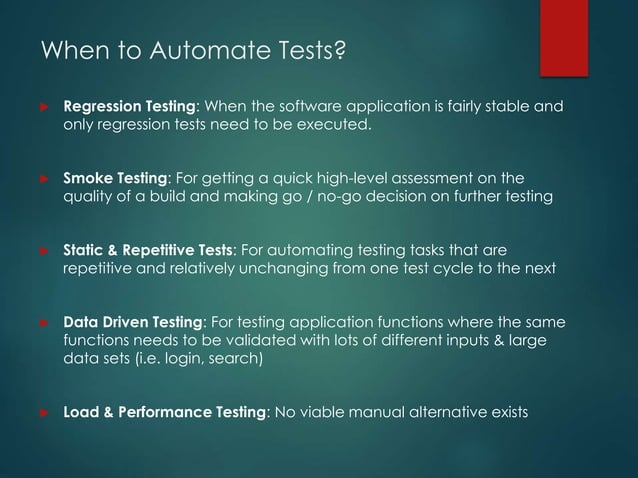 When to Automate Tests?
Regression Testing: When the software application is fairly stable and
only regression tests need to be executed.
Smoke Testing: For getting a quick high-level assessment on the
quality of a build and making go / no-go decision on further testing
Static & Repetitive Tests: For automating testing tasks that are
repetitive and relatively unchanging from one test cycle to the next
Data Driven Testing: For testing application functions where the same
functions needs to be validated with lots of different inputs & large
data sets (i.e. login, search)
Load & Performance Testing: No viable manual alternative exists